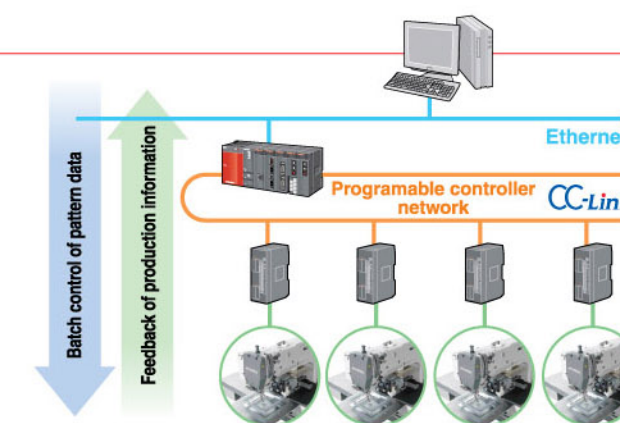 Batch control of pattern data
Feedback of production information
Etherne
Programable controller
network
CC-Lin